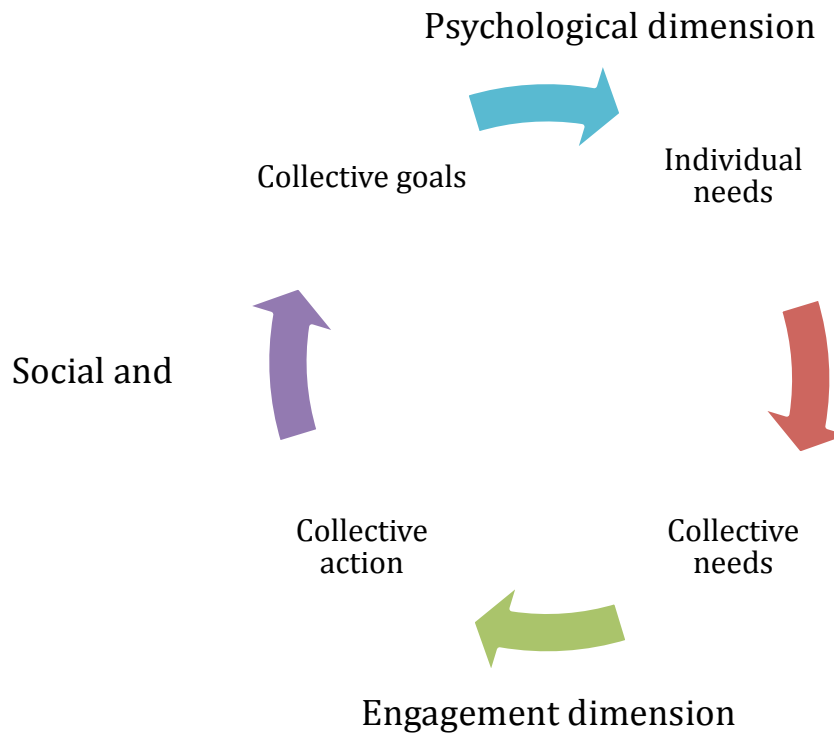 Psychological dimension
Collective goals
Individual
needs
Social and
Collective
action
Collective
needs
Engagement dimension